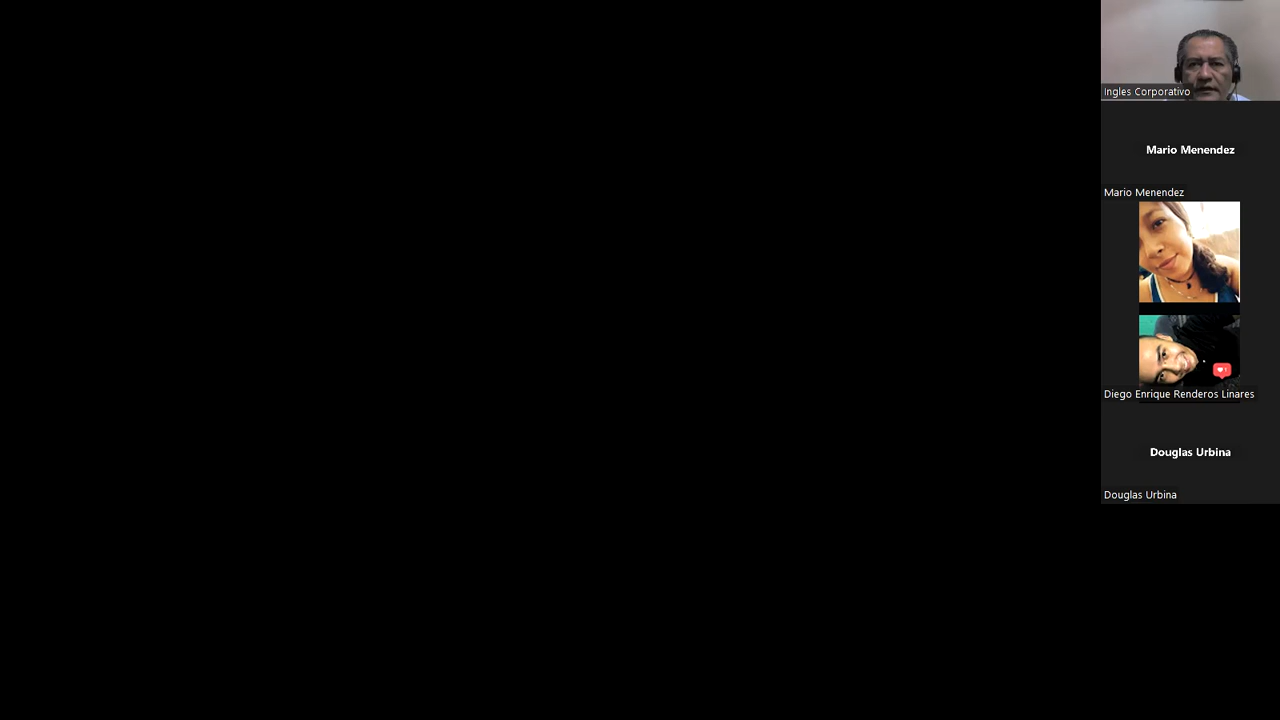 Ingles Corporativo
Mario Menendez
Mario Menendez
Diego Enrique Renderos Linares
Douglas Urbina
Douglas Urbina